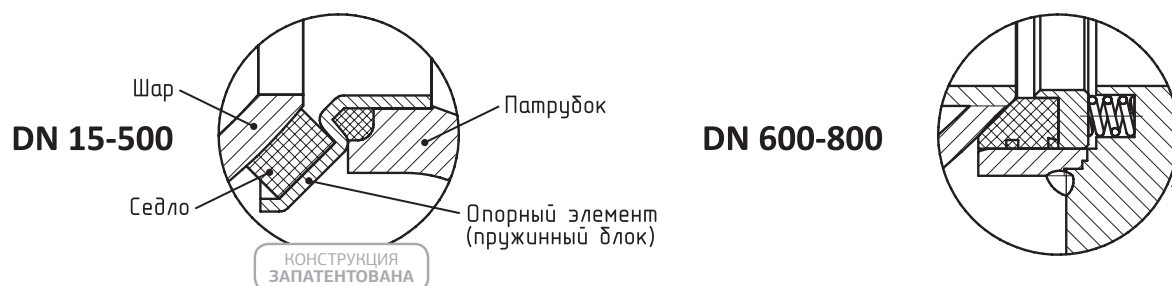 Шар
Патрубок
DN 15-500
DN 600-800
Седло
Опорный элемент
(пружинный блок)
КОНСТРУКЦИЯ
ЗАПАТЕНТОВАНА